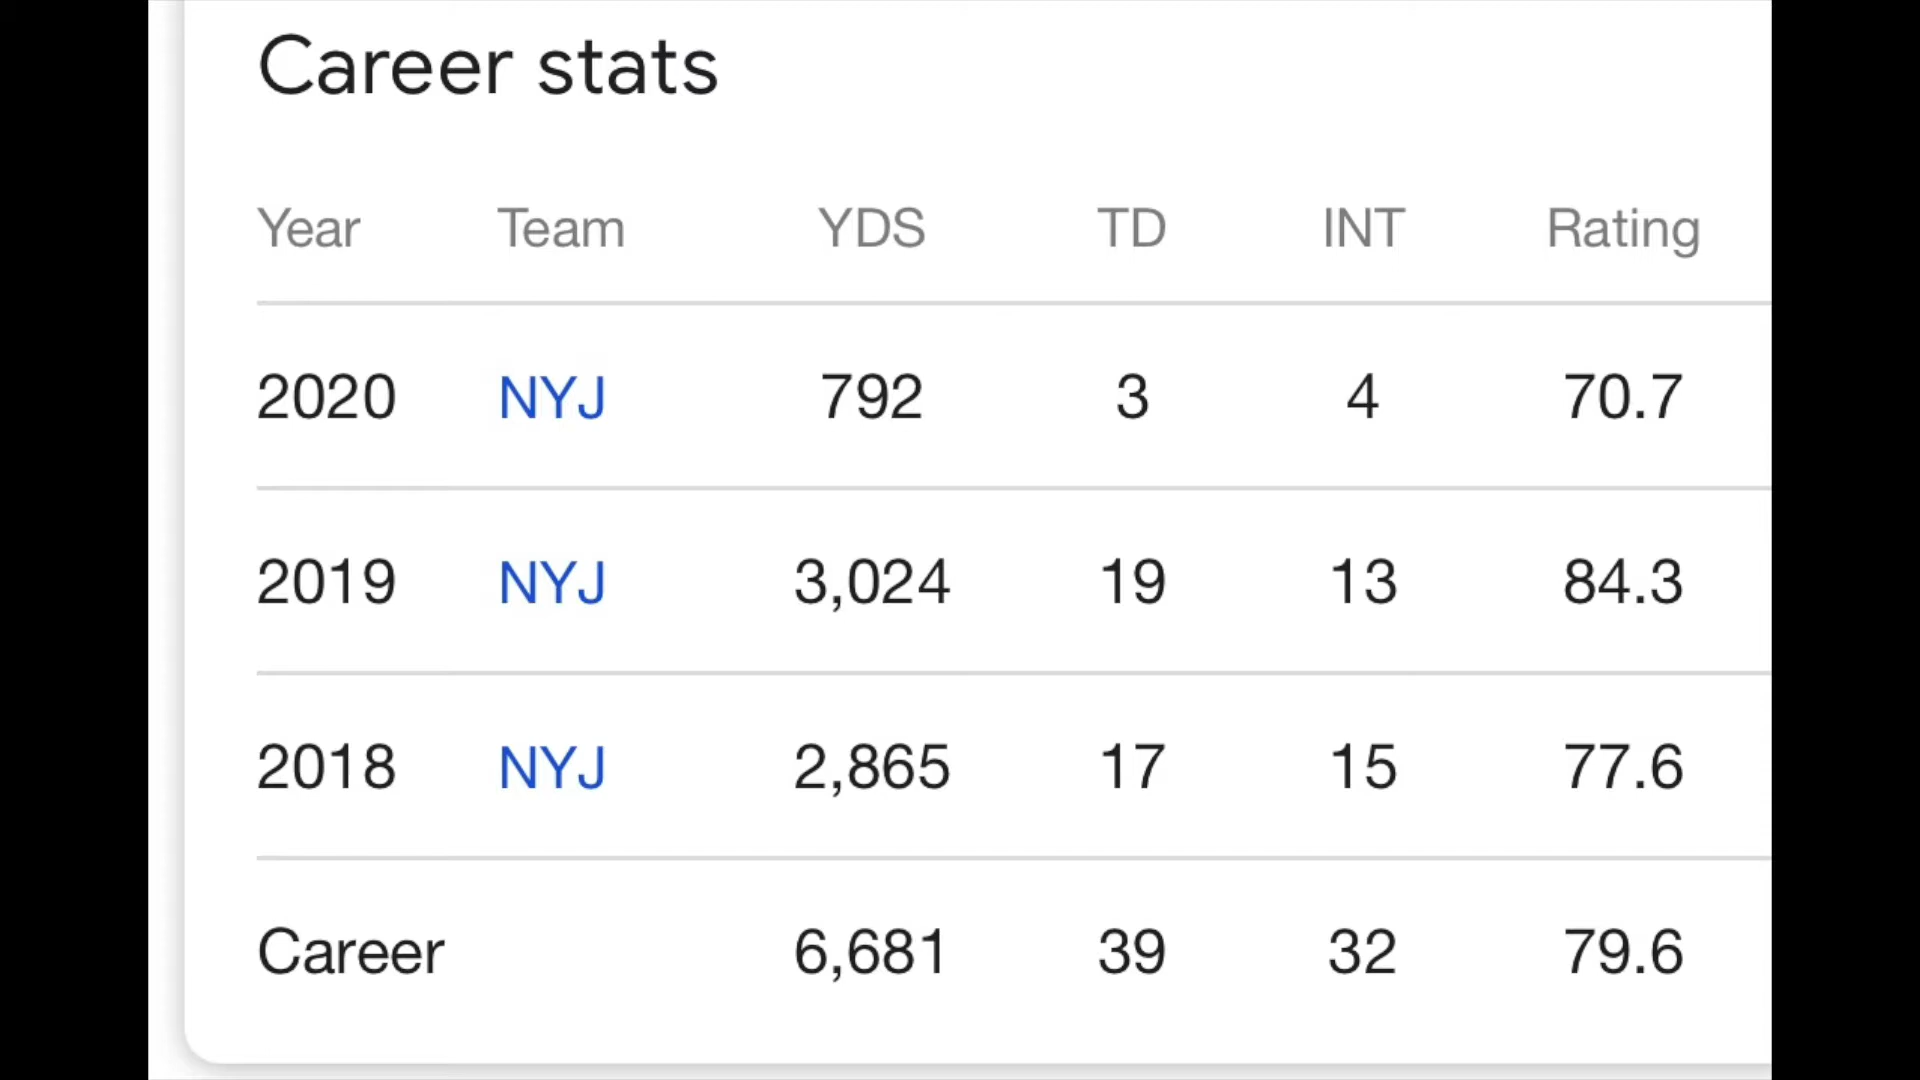 Career stats
Year Team YDS TD INT Rating
2020 NYJ 792 3 4 70.7
2019 NYJ 3,024 19 13 84.3
2018 NYJ 2,865 17 15 77.6
Career 6,681 39 32 79.6